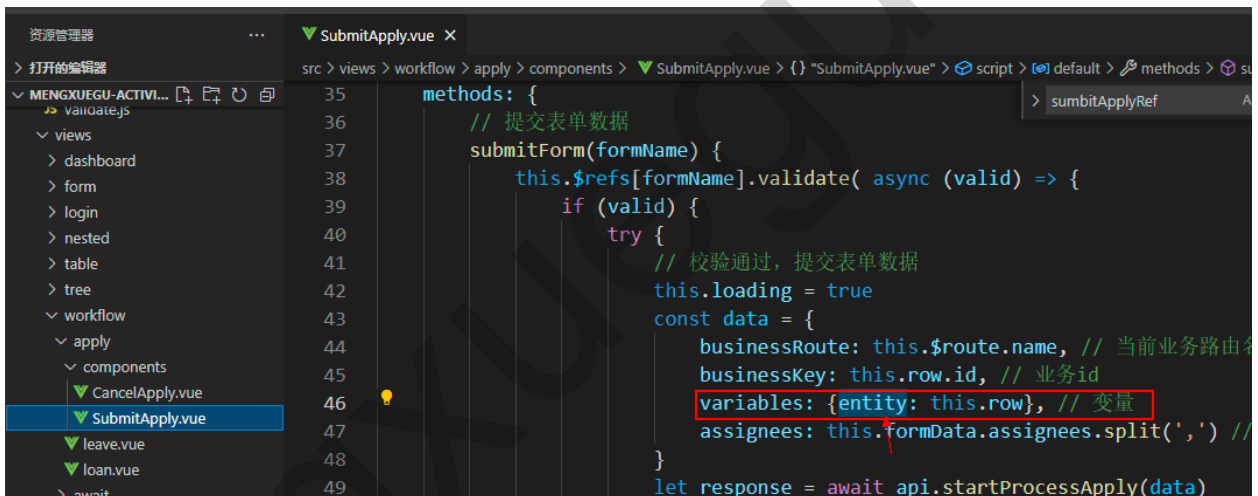 资源管理器
···
打开的编辑器
MENGXUEGU-ACTIVI...
validate.js
views
dashboard
form
login
nested
table
tree
workflow
apply
components
CancelApply.vue
SubmitApply.vue
leave.vue
loan.vue
await
SubmitApply.vue ×
src > views > workflow > apply > components > SubmitApply.vue > {} "SubmitApply.vue" > script > default > methods >
> sumbitApplyRef
35 methods: {
36 // 提交表单数据
37 submitForm(formName) {
38 this.$refs[formName].validate( async (valid) => {
39 if (valid) {
40 try {
41 // 校验通过，提交表单数据
42 this.loading = true
43 const data = {
44 businessRoute: this.$route.name, // 当前业务路由名
45 businessKey: this.row.id, // 业务id
46 variables: {entity: this.row}, // 变量
47 assignees: this.formData.assignees.split(',') //
48 }
49 let response = await api.startProcessApply(data)